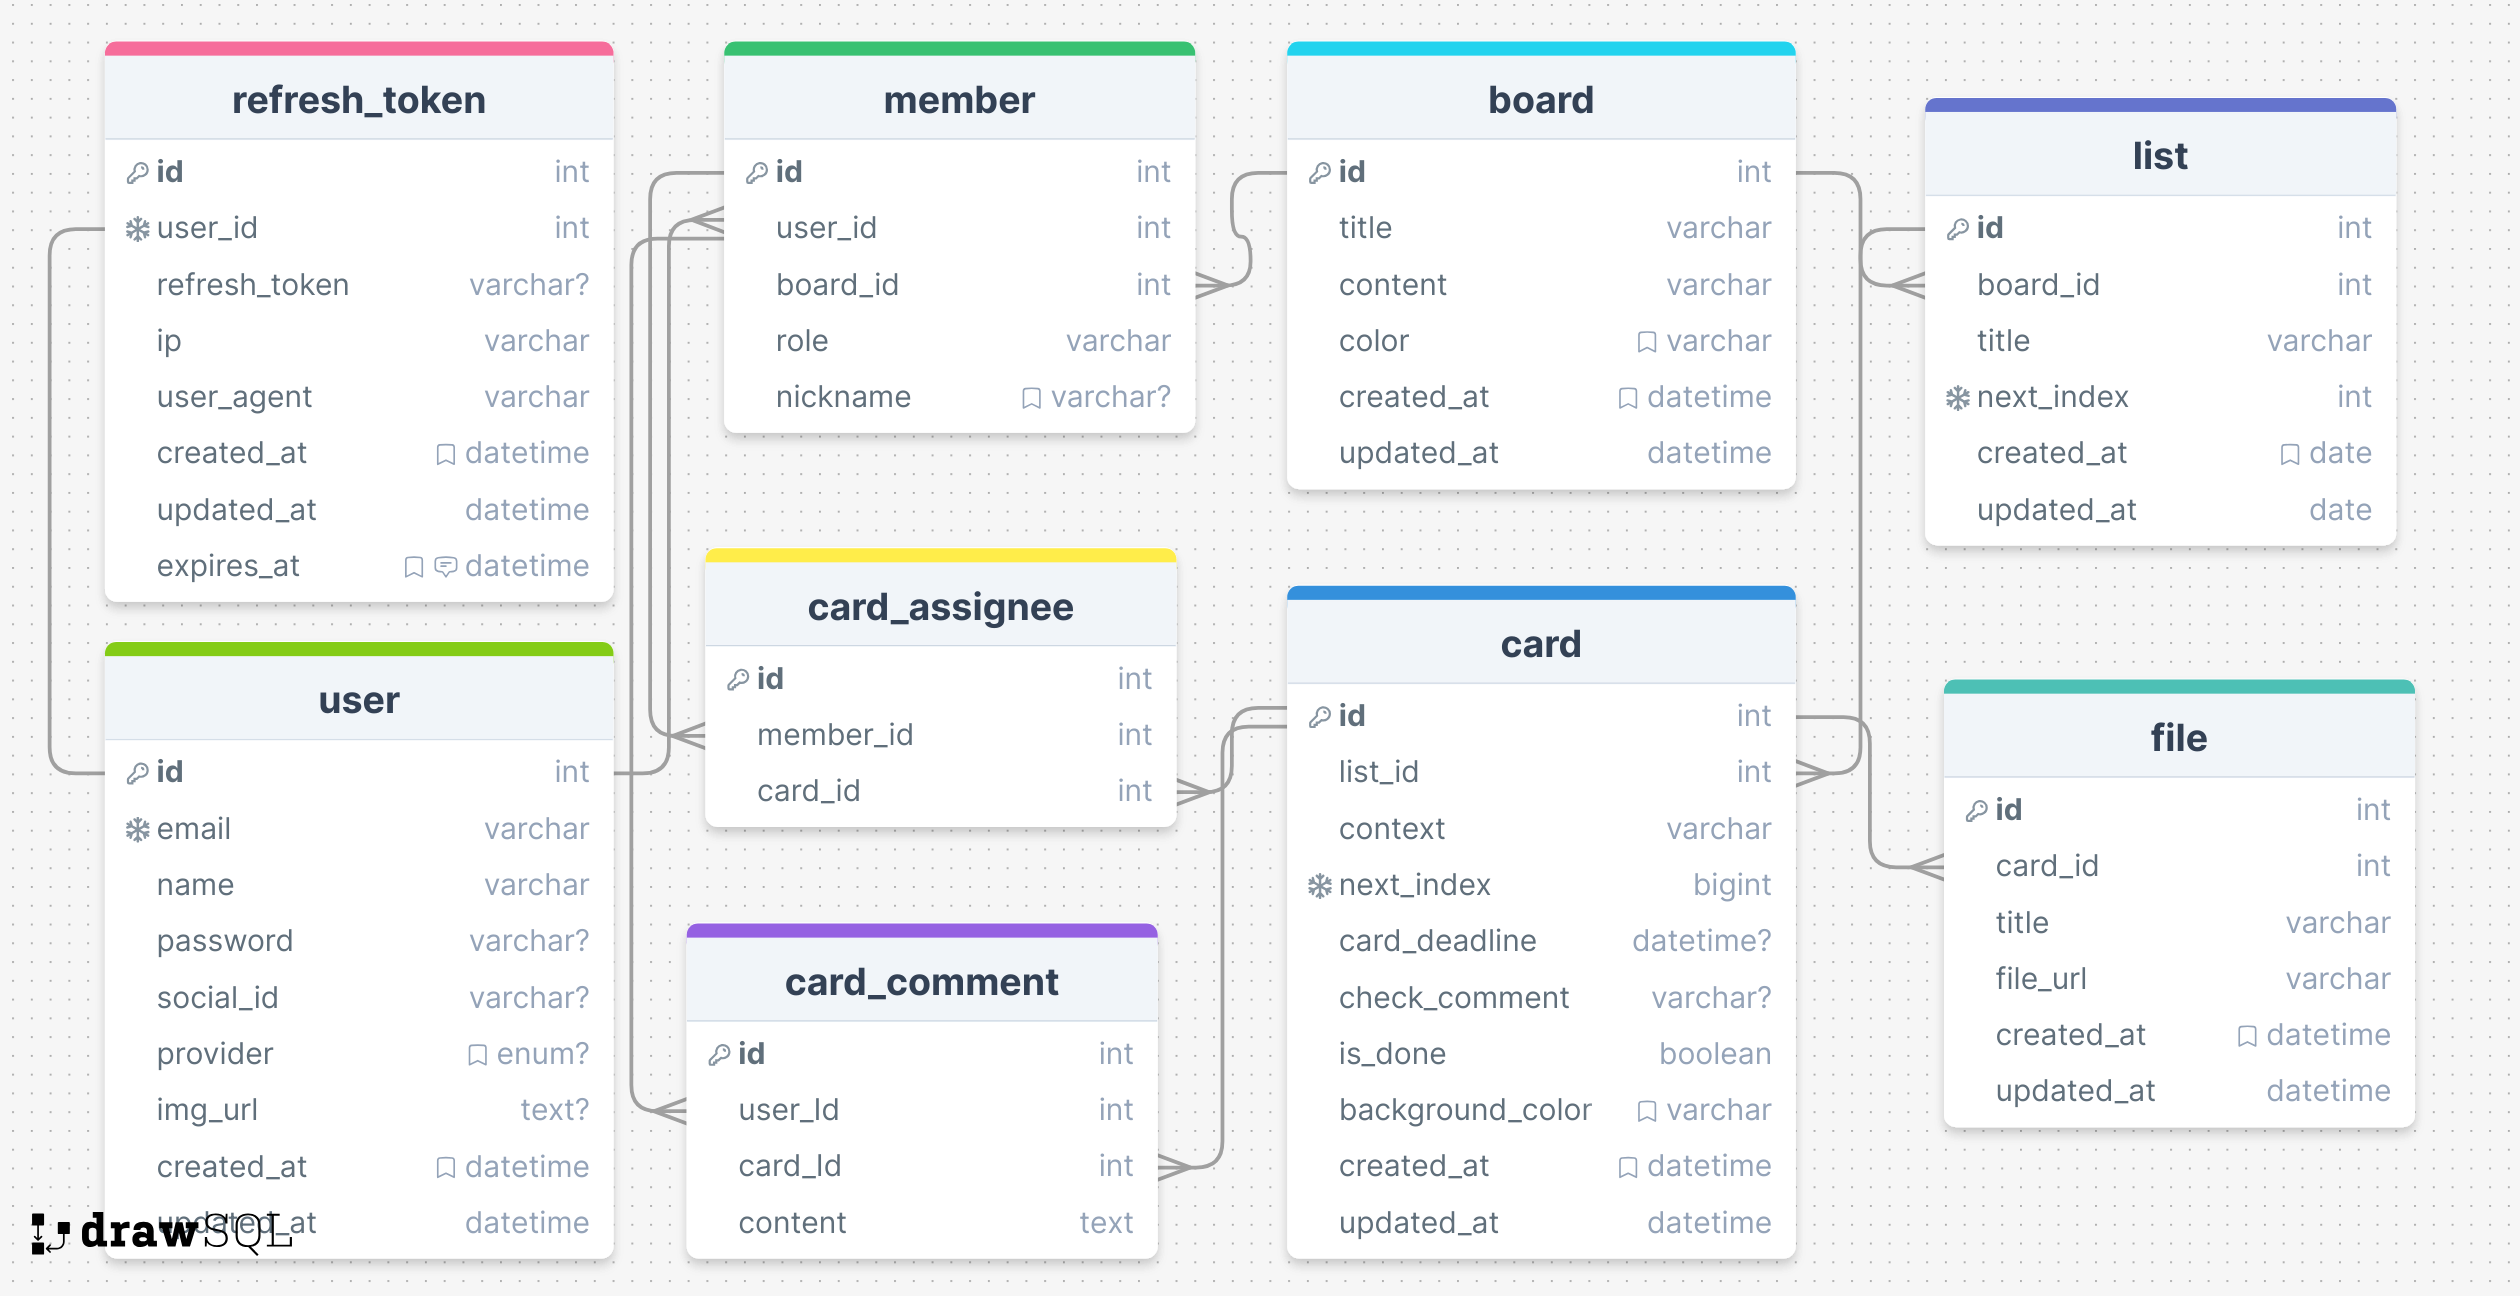 refresh_token
id int
user_id int
refresh_token varchar?
ip varchar
user_agent varchar
created_at datetime
updated_at datetime
expires_at datetime
member
id int
user_id int
board_id int
role varchar
nickname varchar?
board
id int
title varchar
content varchar
color varchar
created_at datetime
updated_at datetime
list
id int
board_id int
title varchar
next_index int
created_at date
updated_at date
user
id int
email varchar
name varchar
password varchar?
social_id varchar?
provider enum?
img_url text?
created_at datetime
updated_at datetime
card_assignee
id int
member_id int
card_id int
card_comment
id int
user_Id int
card_Id int
content text
card
id int
list_id int
context varchar
next_index bigint
card_deadline datetime?
check_comment varchar?
is_done boolean
background_color varchar
created_at datetime
updated_at datetime
file
id int
card_id int
title varchar
file_url varchar
created_at datetime
updated_at datetime
drawSQL